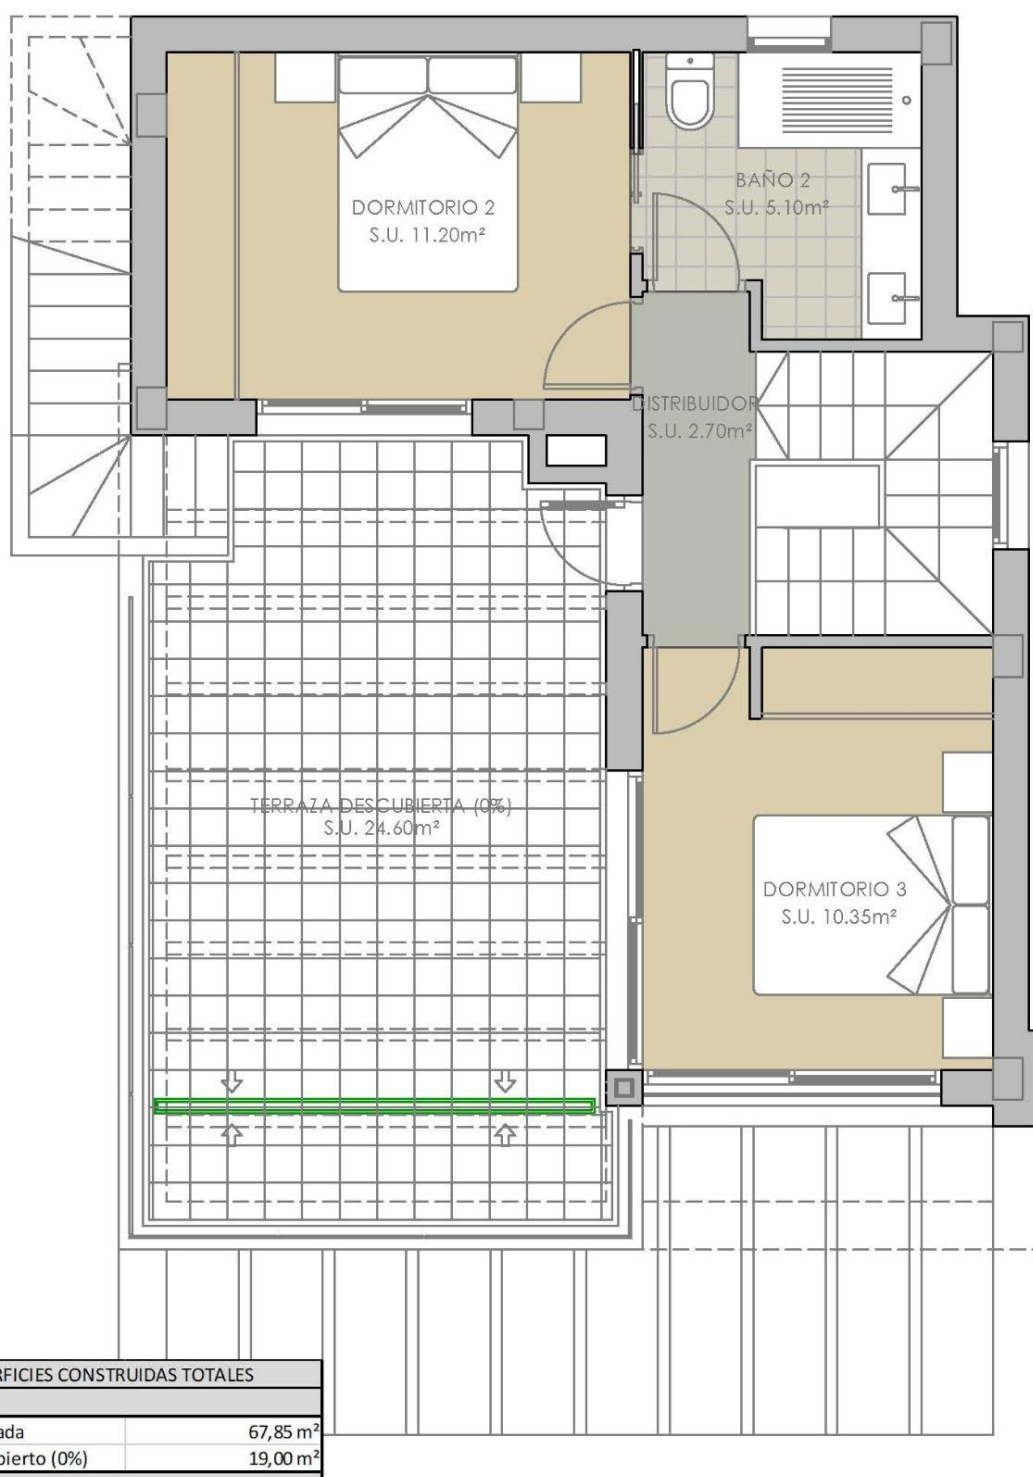 DORMITORIO 2
S.U. 11.20m²
BAÑO 2
S.U. 5.10m²
DISTRIBUIDOR
S.U. 2.70m²
TERRAZA DESCUBIERTA (0%)
S.U. 24.60m²
DORMITORIO 3
S.U. 10.35m²
RFICIES CONSTRUIDAS TOTALES
ada 67,85 m²
bierto (0%) 19,00 m²